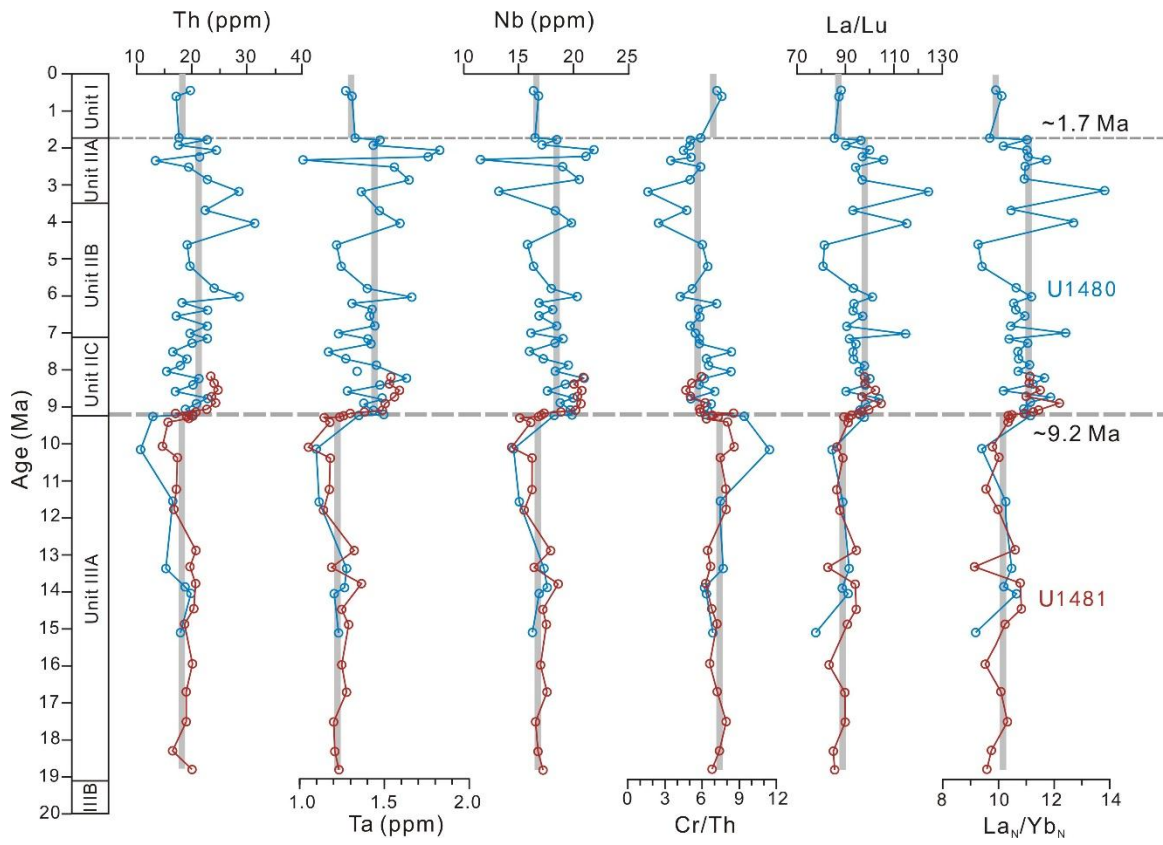 Th (ppm)
Nb (ppm)
La/Lu
10 20 30 40
10 15 20 25
70 90 110 130
Age (Ma)
0
1
2
3
4
5
6
7
8
9
10
11
12
13
14
15
16
17
18
19
20
Unit I
Unit IIA
Unit IIB
Unit IIC
Unit IIIA
IIIB
~1.7 Ma
U1480
~9.2 Ma
U1481
1.0 1.5 2.0
0 3 6 9 12
8 10 12 14
Ta (ppm)
Cr/Th
LaN/YbN